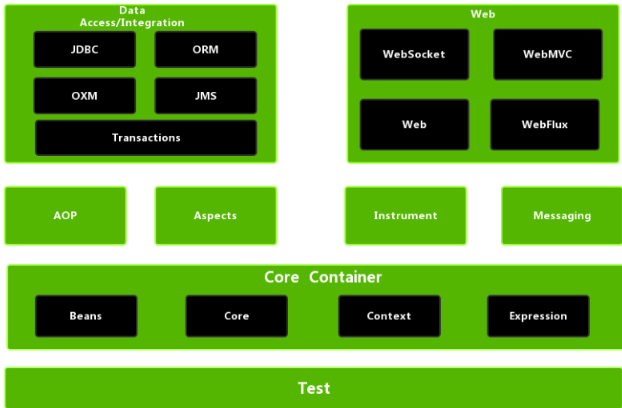 Data
Access/Integration
JDBC
ORM
OXM
JMS
Transactions
Web
WebSocket
WebMVC
Web
WebFlux
AOP
Aspects
Instrument
Messaging
Core Container
Beans
Core
Context
Expression
Test